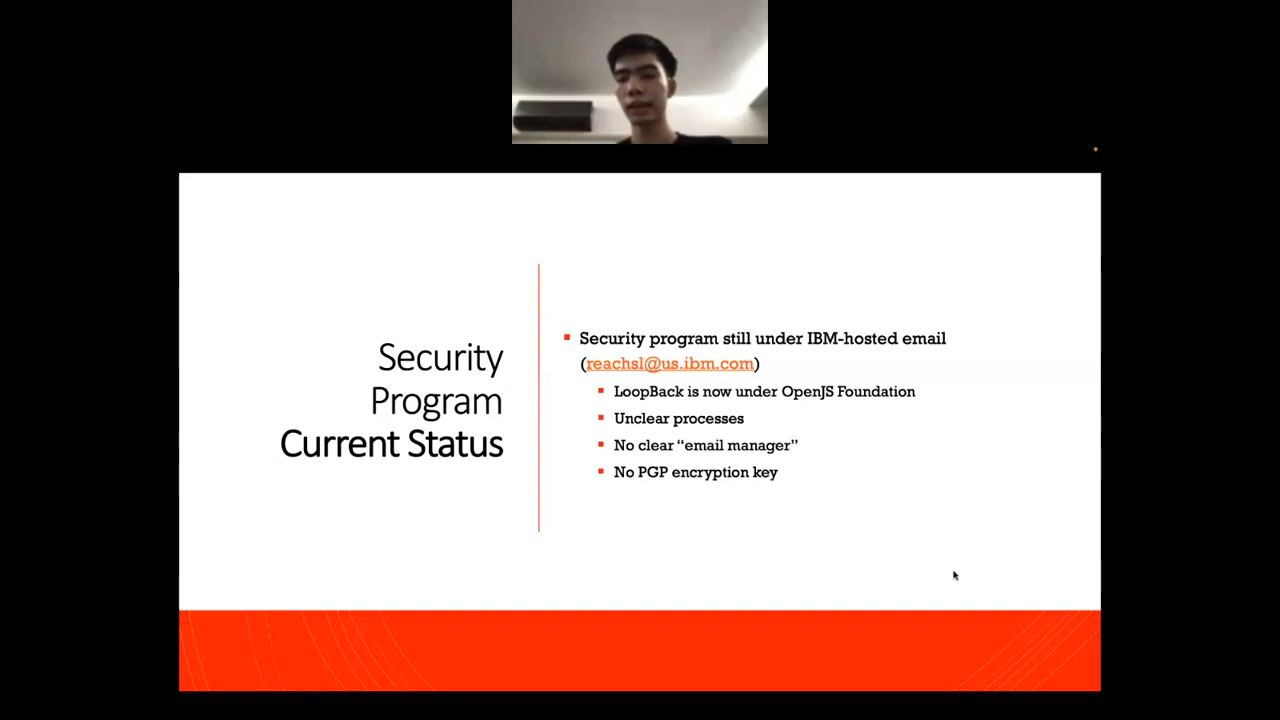 Security
Program
Current Status
▪ Security program still under IBM-hosted email
(reachsl@us.ibm.com)
▪ LoopBack is now under OpenJS Foundation
▪ Unclear processes
▪ No clear “email manager”
▪ No PGP encryption key